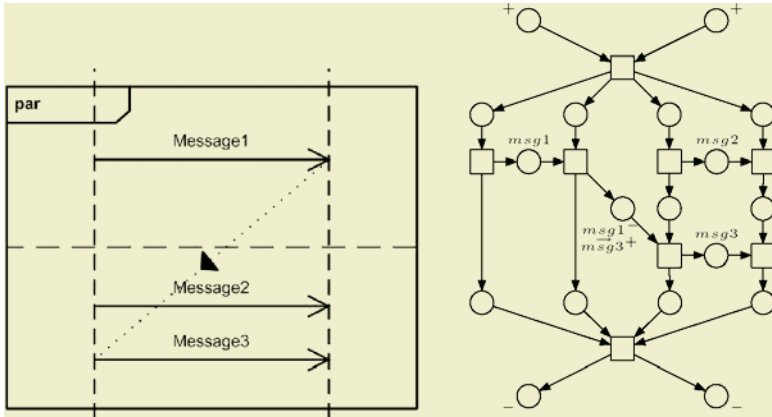 + +
par
Message1
msg1 msg2
msg1⁻
→
msg3⁺
msg3
Message2
Message3
− −